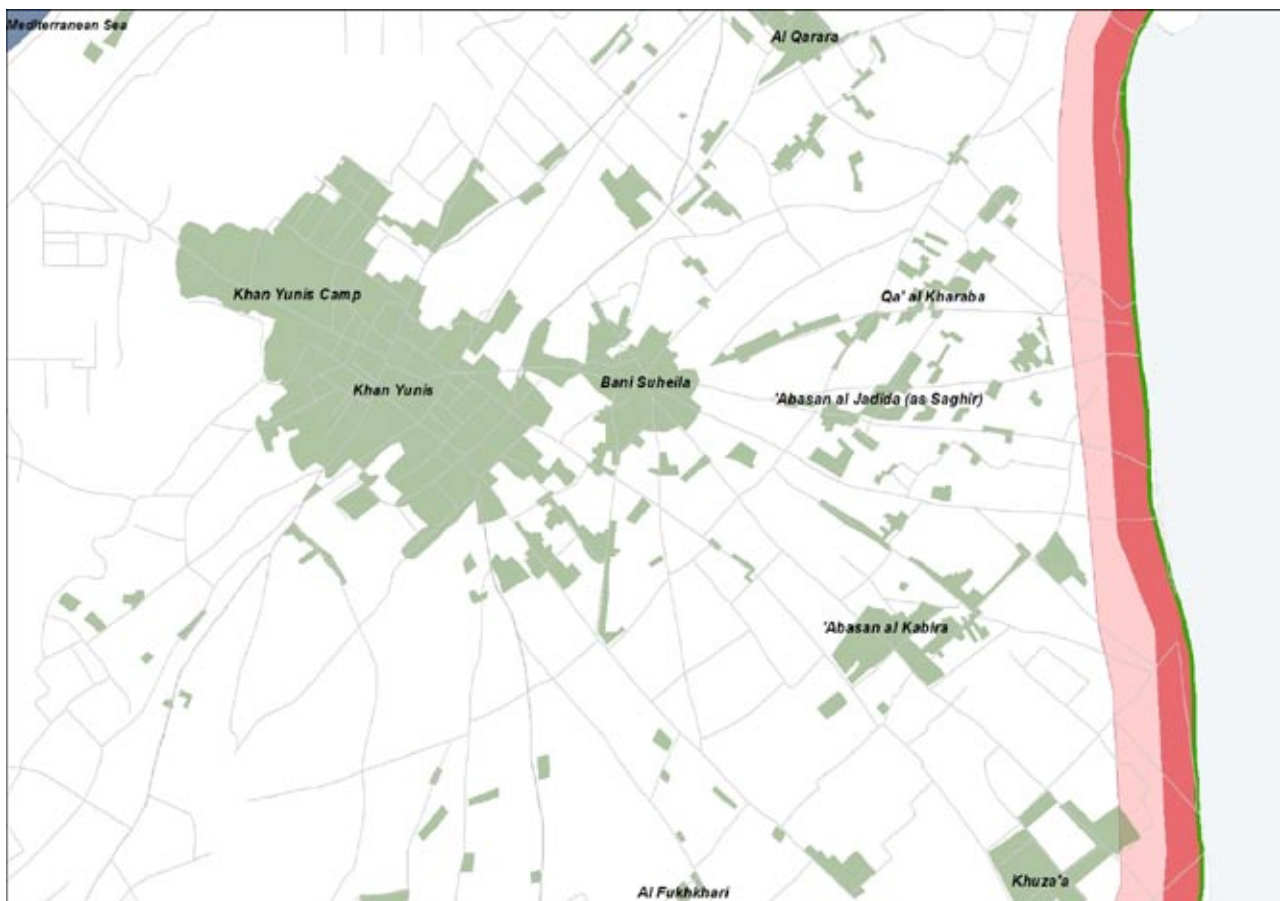 Mediterranean Sea
Al Qarara
Khan Yunis Camp
Qa' al Kharaba
Khan Yunis
Bani Suheila
'Abasan al Jadida (as Saghir)
'Abasan al Kabira
Khuza'a
Al Fukhkhari